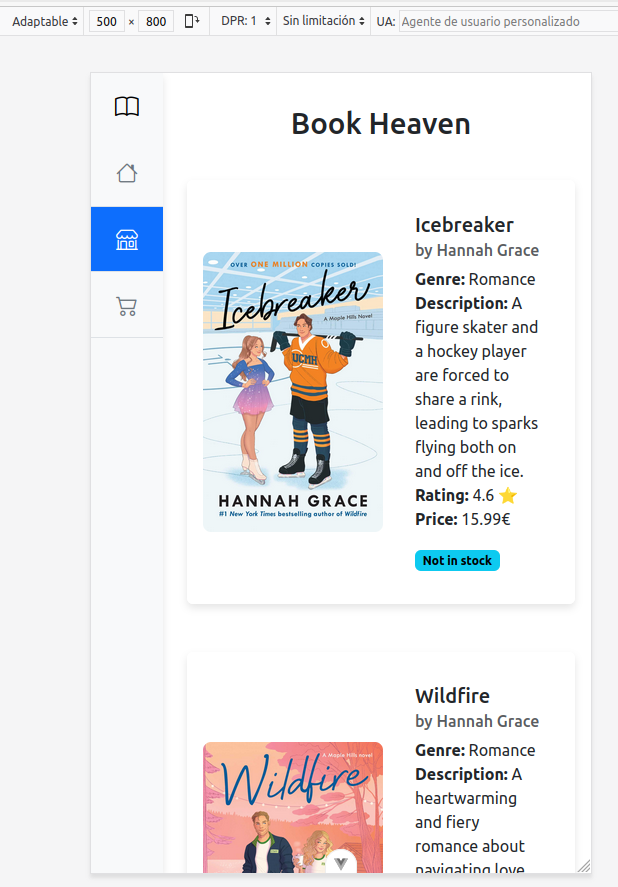 Adaptable 500 × 800 DPR: 1 Sin limitación UA: Agente de usuario personalizado
Book Heaven
OVER ONE MILLION COPIES SOLD!
Icebreaker
A Maple Hills Novel
UCMH
HANNAH GRACE
#1 New York Times bestselling author of Wildfire
Icebreaker
by Hannah Grace
Genre: Romance
Description: A
figure skater and
a hockey player
are forced to
share a rink,
leading to sparks
flying both on
and off the ice.
Rating: 4.6 ⭐
Price: 15.99€
Not in stock
A Maple Hills novel
Wildfire
Wildfire
by Hannah Grace
Genre: Romance
Description: A
heartwarming
and fiery
romance about
navigating love,